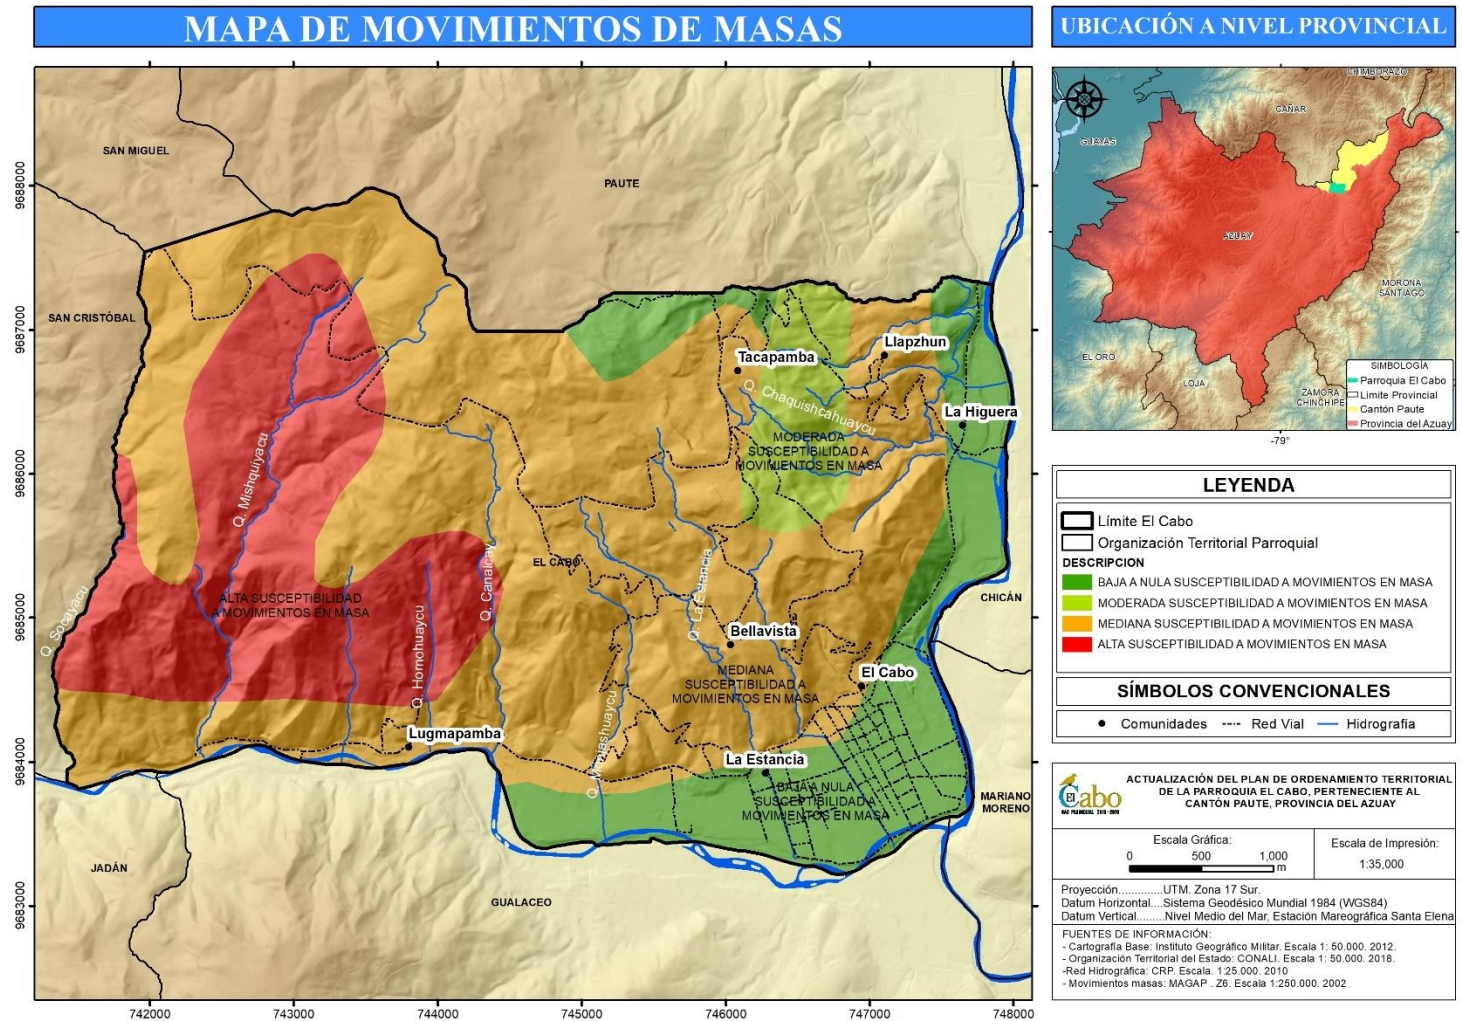 MAPA DE MOVIMIENTOS DE MASAS
UBICACIÓN A NIVEL PROVINCIAL
SAN MIGUEL
PAUTE
SAN CRISTÓBAL
Tacapamba
Llapzhun
La Higuera
Q. Chaquishcahuaycu
MODERADA
SUSCEPTIBILIDAD A
MOVIMIENTOS EN MASA
Q. Mishquiyacu
Q. Canalcay
EL CABO
Q. La Estancia
ALTA SUSCEPTIBILIDAD
A MOVIMIENTOS EN MASA
Q. Socayacu
Q. Homohuaycu
Bellavista
CHICÁN
MEDIANA
SUSCEPTIBILIDAD A
MOVIMIENTOS EN MASA
El Cabo
Lugmapamba
La Estancia
BAJA A NULA
SUSCEPTIBILIDAD A
MOVIMIENTOS EN MASA
MARIANO
MORENO
JADÁN
GUALACEO
9688000
9687000
9686000
9685000
9684000
9683000
742000
743000
744000
745000
746000
747000
748000
CHIMBORAZO
CAÑAR
GUAYAS
AZUAY
MORONA
SANTIAGO
EL ORO
LOJA
ZAMORA
CHINCHIPE
SIMBOLOGÍA
Parroquia El Cabo
Limite Provincial
Cantón Paute
Provincia del Azuay
-79°
LEYENDA
Límite El Cabo
Organización Territorial Parroquial
DESCRIPCION
BAJA A NULA SUSCEPTIBILIDAD A MOVIMIENTOS EN MASA
MODERADA SUSCEPTIBILIDAD A MOVIMIENTOS EN MASA
MEDIANA SUSCEPTIBILIDAD A MOVIMIENTOS EN MASA
ALTA SUSCEPTIBILIDAD A MOVIMIENTOS EN MASA
SÍMBOLOS CONVENCIONALES
Comunidades
Red Vial
Hidrografía
El Cabo
ACTUALIZACIÓN DEL PLAN DE ORDENAMIENTO TERRITORIAL
DE LA PARROQUIA EL CABO, PERTENECIENTE AL
CANTÓN PAUTE, PROVINCIA DEL AZUAY
Escala Gráfica:
0 500 1,000
m
Escala de Impresión:
1:35,000
Proyección.............UTM. Zona 17 Sur.
Datum Horizontal....Sistema Geodésico Mundial 1984 (WGS84)
Datum Vertical.........Nivel Medio del Mar, Estación Mareográfica Santa Elena
FUENTES DE INFORMACIÓN:
- Cartografía Base: Instituto Geográfico Militar. Escala 1: 50.000. 2012.
- Organización Territorial del Estado: CONALI. Escala 1: 50.000. 2018.
-Red Hidrográfica: CRP. Escala. 1:25.000. 2010
- Movimientos masas: MAGAP . Z6. Escala 1:250.000. 2002